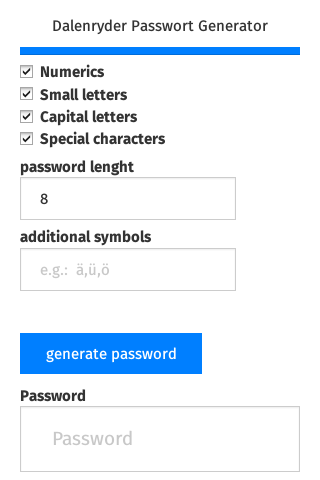 Dalenryder Passwort Generator
Numerics
Small letters
Capital letters
Special characters
password lenght
8
additional symbols
e.g.: ä,ü,ö
generate password
Password
Password